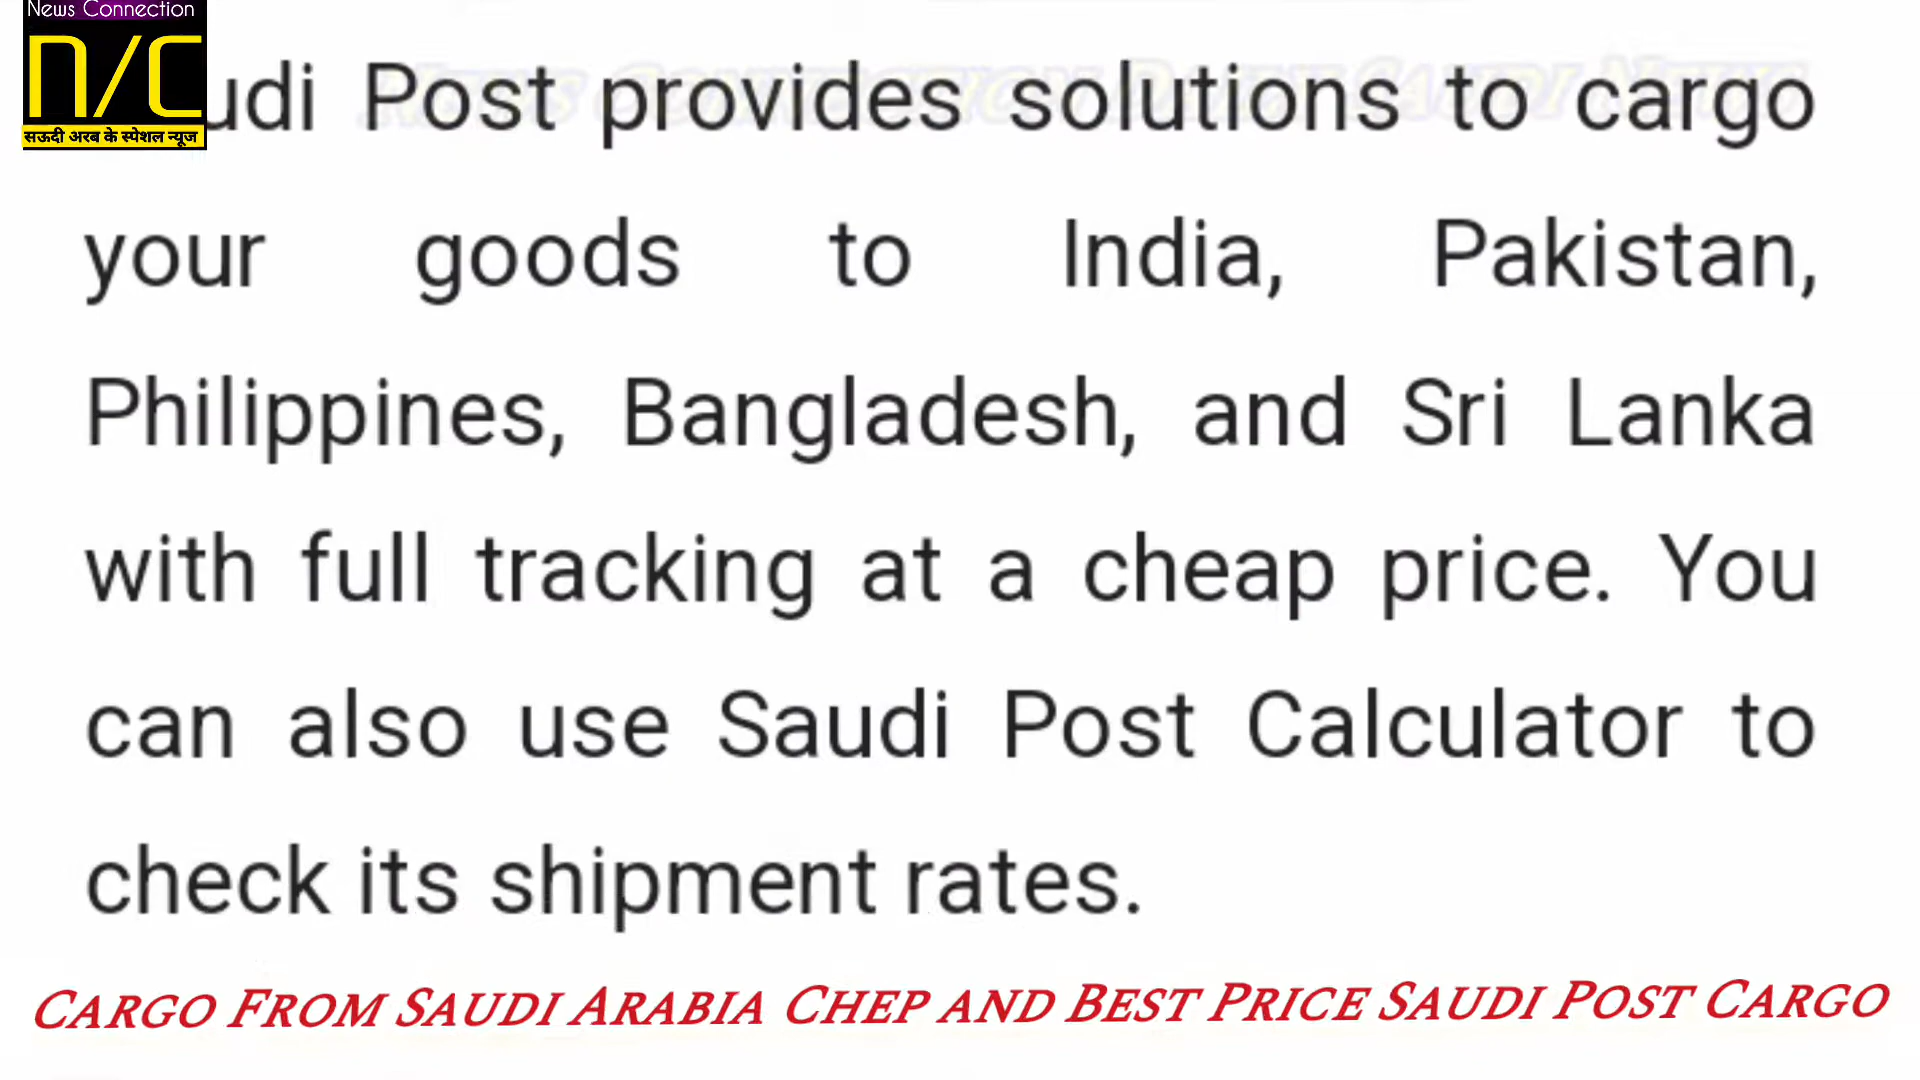 News Connection
n/c
सऊदी अरब के स्पेशल न्यूज
udi Post provides solutions to cargo
your goods to India, Pakistan,
Philippines, Bangladesh, and Sri Lanka
with full tracking at a cheap price. You
can also use Saudi Post Calculator to
check its shipment rates.
CARGO FROM SAUDI ARABIA CHEP AND BEST PRICE SAUDI POST CARGO